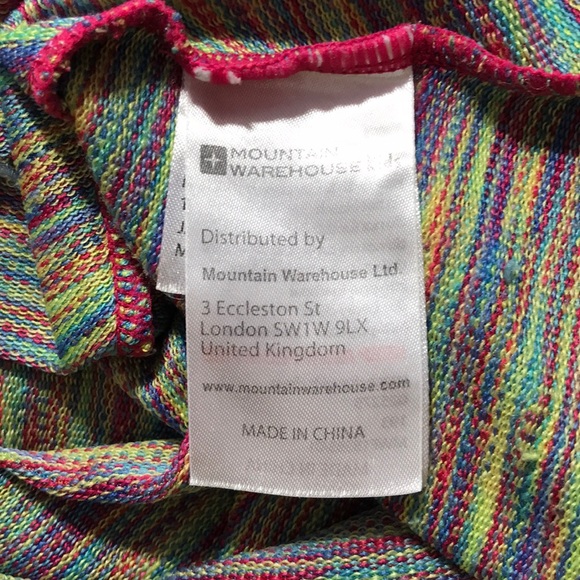 MOUNTAIN
WAREHOUSE
Distributed by
Mountain Warehouse Ltd.
3 Eccleston St
London SW1W 9LX
United Kingdom
www.mountainwarehouse.com
MADE IN CHINA